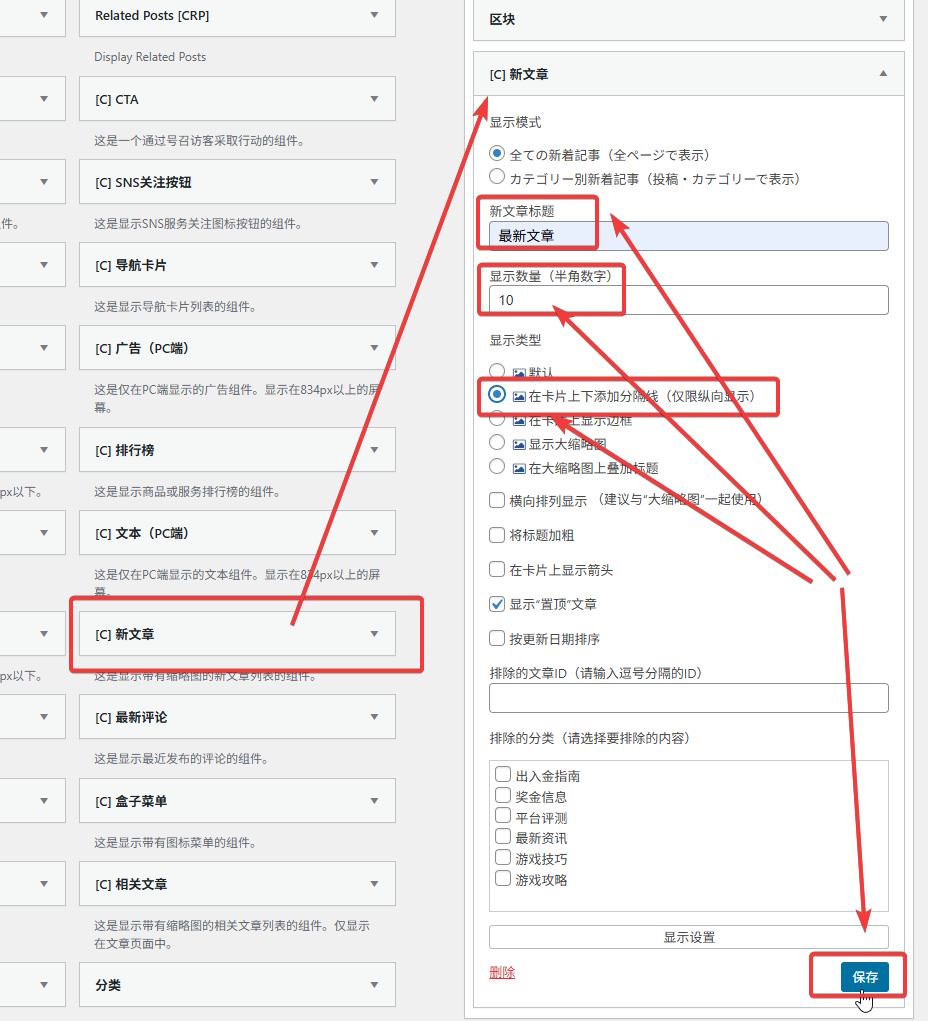 Related Posts [CRP]
Display Related Posts
[C] CTA
这是一个通过号召访客采取行动的组件。
[C] SNS关注按钮
件。
这是显示SNS服务关注图标按钮的组件。
[C] 导航卡片
这是显示导航卡片列表的组件。
[C] 广告（PC端）
这是仅在PC端显示的广告组件。显示在834px以上的屏
幕。
[C] 排行榜
px以下。
这是显示商品或服务排行榜的组件。
[C] 文本（PC端）
这是仅在PC端显示的文本组件。显示在834px以上的屏
幕。
[C] 新文章
px以下。
这是显示带有缩略图的新文章列表的组件。
[C] 最新评论
这是显示最近发布的评论的组件。
[C] 盒子菜单
这是显示带有图标菜单的组件。
[C] 相关文章
这是显示带有缩略图的相关文章列表的组件。仅显示
在文章页面中。
分类
区块
[C] 新文章
显示模式
全ての新着記事（全ページで表示）
カテゴリー別新着記事（投稿・カテゴリーで表示）
新文章标题
最新文章
显示数量（半角数字）
10
显示类型
默认
在卡片上下添加分隔线（仅限纵向显示）
在卡片上显示边框
显示大缩略图
在大缩略图上叠加标题
横向排列显示 （建议与“大缩略图”一起使用）
将标题加粗
在卡片上显示箭头
显示“置顶”文章
按更新日期排序
排除的文章ID（请输入逗号分隔的ID）
排除的分类（请选择要排除的内容）
出入金指南
奖金信息
平台评测
最新资讯
游戏技巧
游戏攻略
显示设置
删除
保存